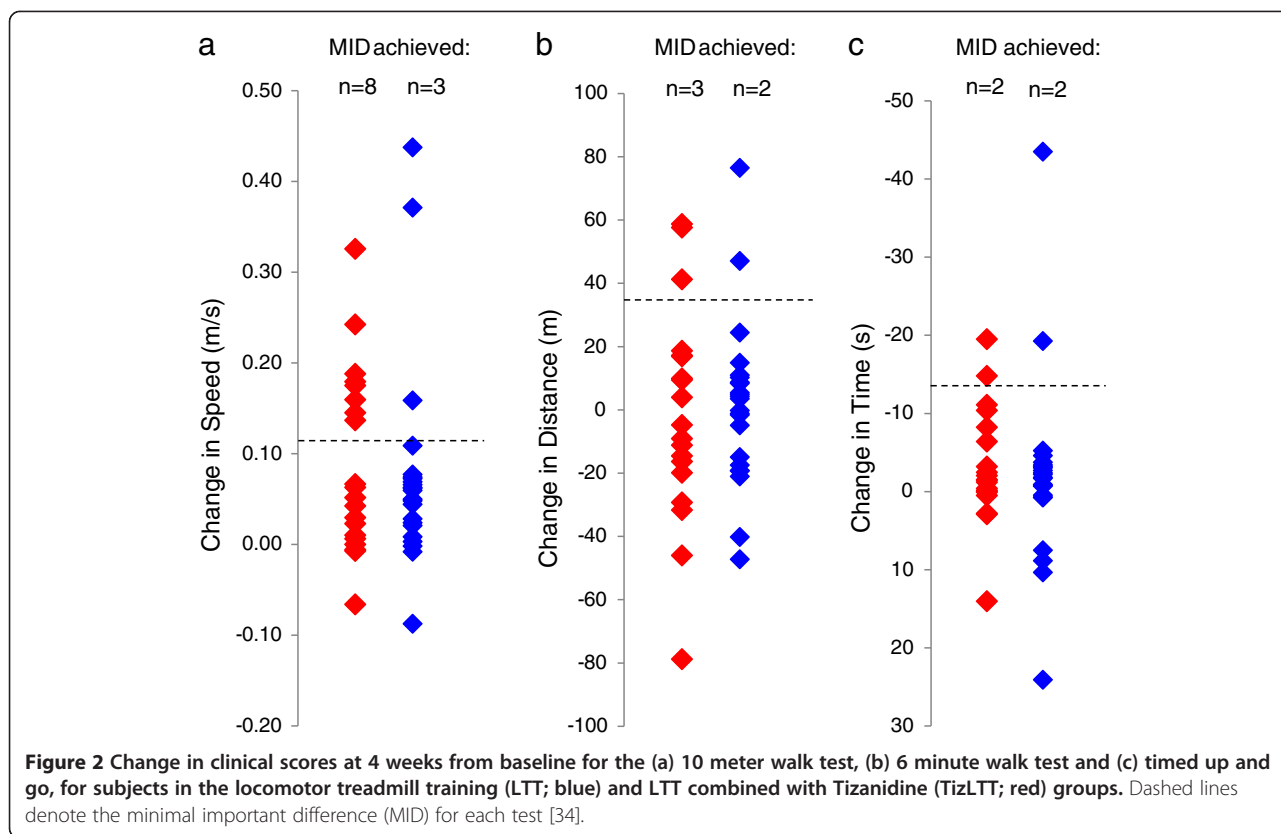 a
MID achieved:
n=8 n=3
0.50
0.40
0.30
0.20
0.10
0.00
-0.10
-0.20
Change in Speed (m/s)
b
MID achieved:
n=3 n=2
100
80
60
40
20
0
-20
-40
-60
-80
-100
Change in Distance (m)
c
MID achieved:
n=2 n=2
-50
-40
-30
-20
-10
0
10
20
30
Change in Time (s)
Figure 2 Change in clinical scores at 4 weeks from baseline for the (a) 10 meter walk test, (b) 6 minute walk test and (c) timed up and
go, for subjects in the locomotor treadmill training (LTT; blue) and LTT combined with Tizanidine (TizLTT; red) groups. Dashed lines
denote the minimal important difference (MID) for each test [34].